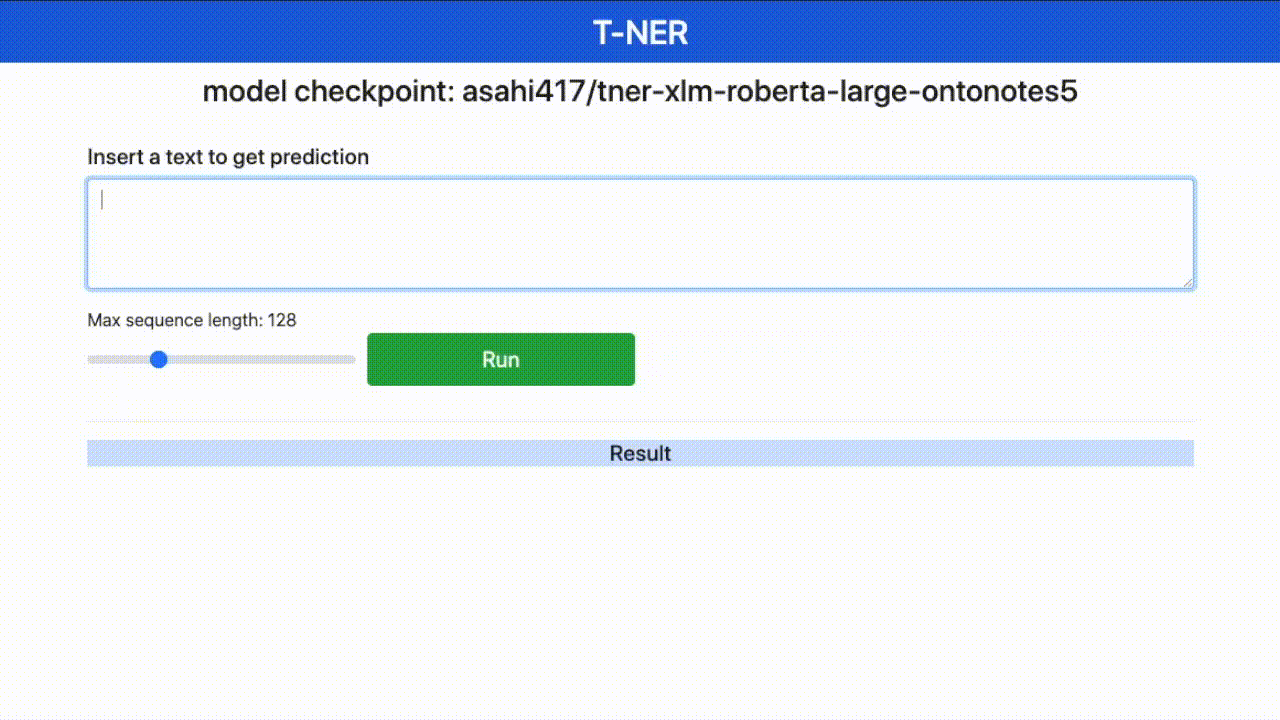 T-NER
model checkpoint: asahi417/tner-xlm-roberta-large-ontonotes5
Insert a text to get prediction
Max sequence length: 128
Run
Result